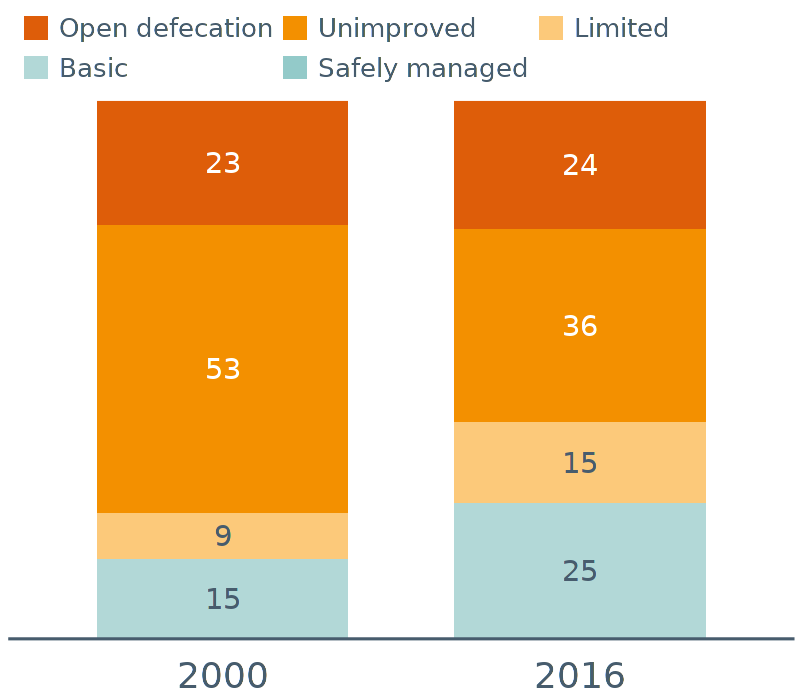 Open defecation Unimproved Limited
Basic Safely managed
23 24
53 36
9 15
15 25
2000 2016